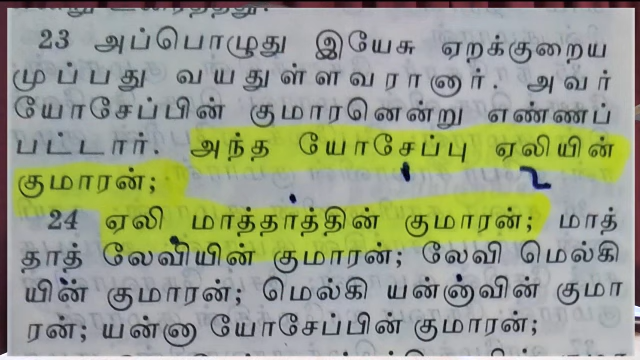 23 அப்பொழுது இயேசு ஏறக்குறைய
முப்பது வயதுள்ளவரானார். அவர்
யோசேப்பின் குமாரனென்று எண்ணப்
பட்டார். அந்த யோசேப்பு ஏலியின்
குமாரன்;
24 ஏலி மாத்தாத்தின் குமாரன்; மாத்
தாத் லேவியின் குமாரன்; லேவி மெல்கி
யின் குமாரன்; மெல்கி யன்னாவின் குமா
ரன்; யன்னா யோசேப்பின் குமாரன்;